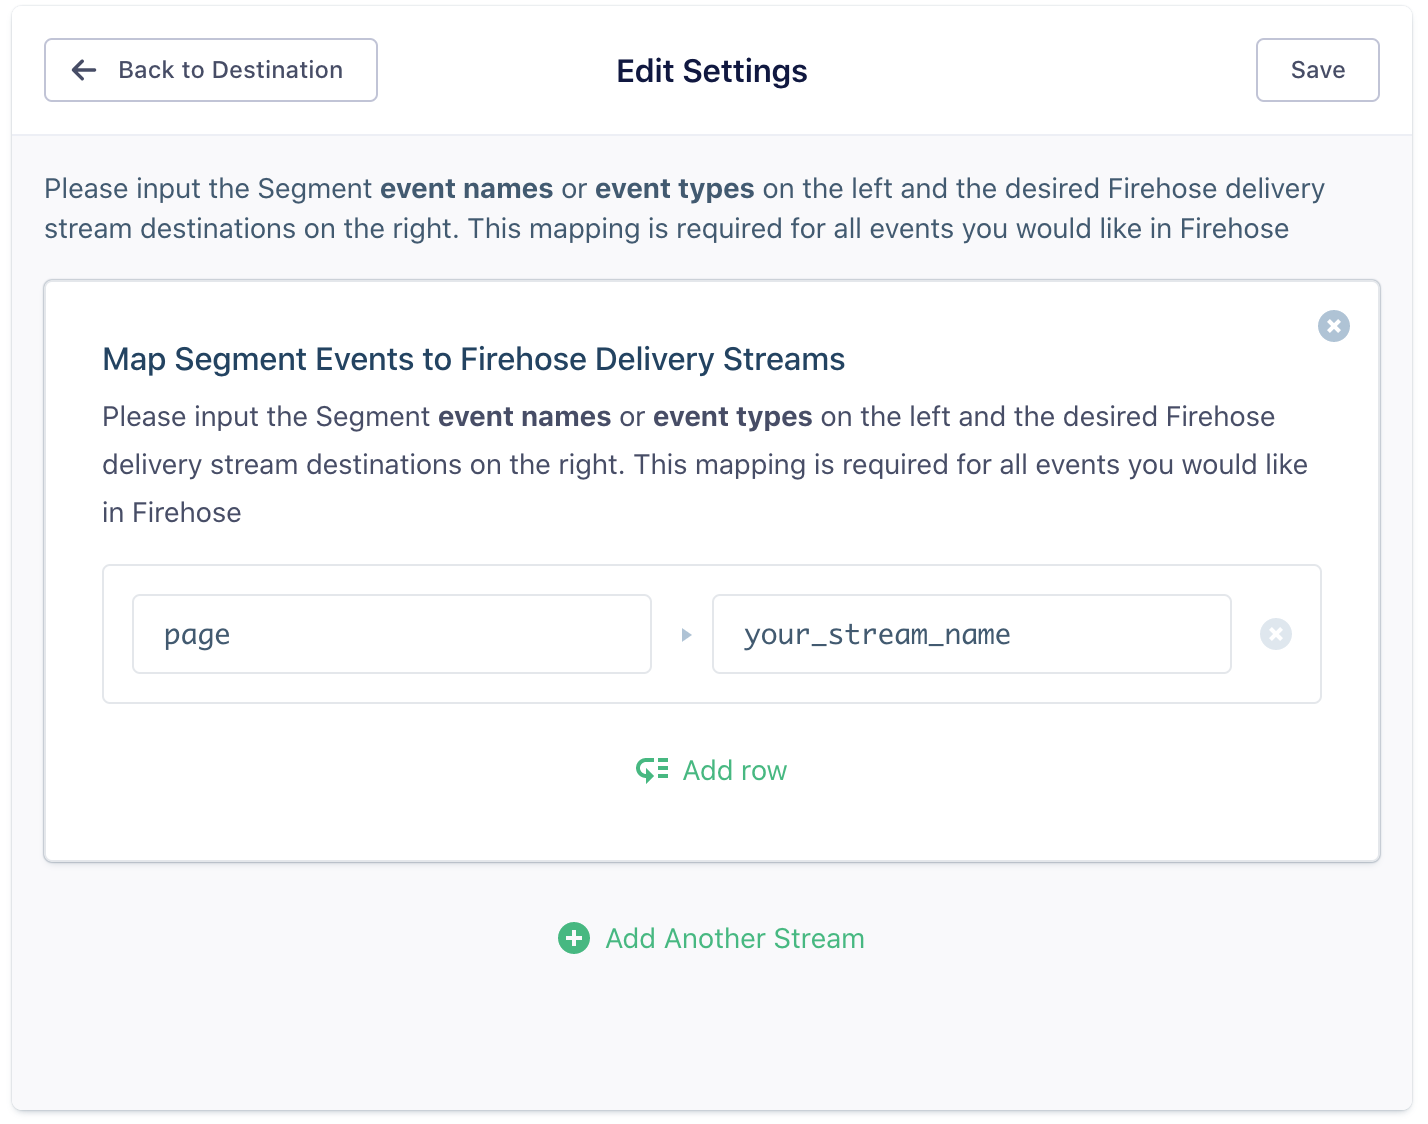 Back to Destination
Edit Settings
Save
Please input the Segment event names or event types on the left and the desired Firehose delivery
stream destinations on the right. This mapping is required for all events you would like in Firehose
Map Segment Events to Firehose Delivery Streams
Please input the Segment event names or event types on the left and the desired Firehose
delivery stream destinations on the right. This mapping is required for all events you would like
in Firehose
page
your_stream_name
Add row
Add Another Stream